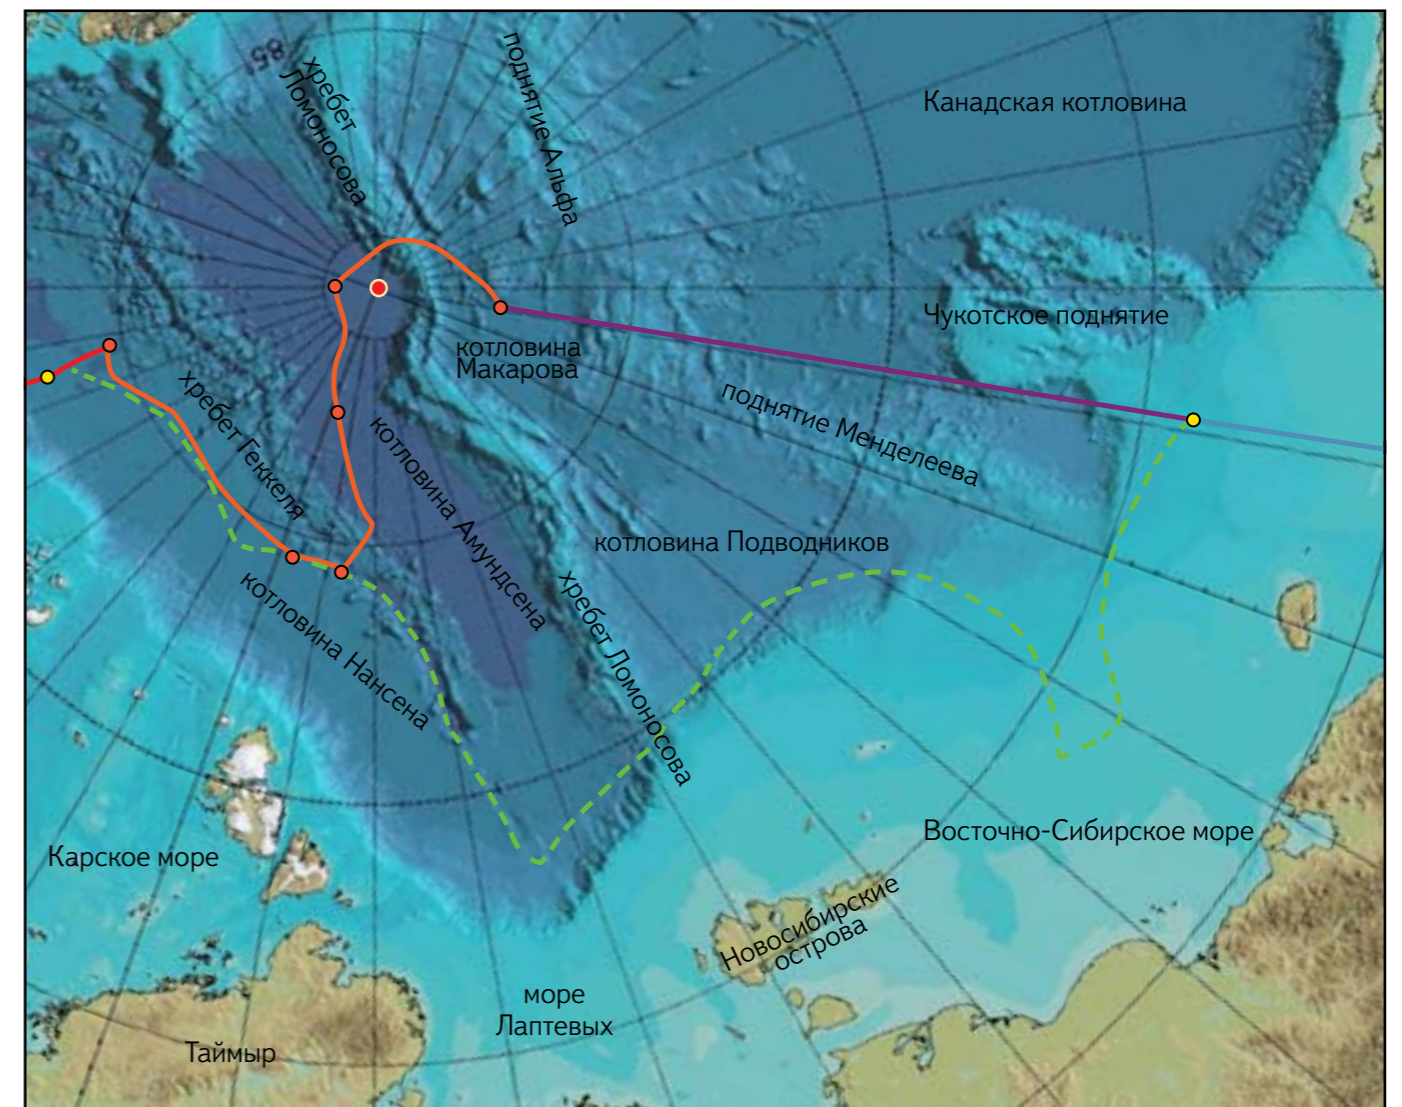 85
хребет
Ломоносова
поднятие Альфа
Канадская котловина
Чукотское поднятие
котловина
Макарова
поднятие Менделеева
хребет Геккеля
котловина Амундсена
котловина Подводников
хребет Ломоносова
котловина Нансена
Карское море
Восточно-Сибирское море
Новосибирские
острова
море
Лаптевых
Таймыр